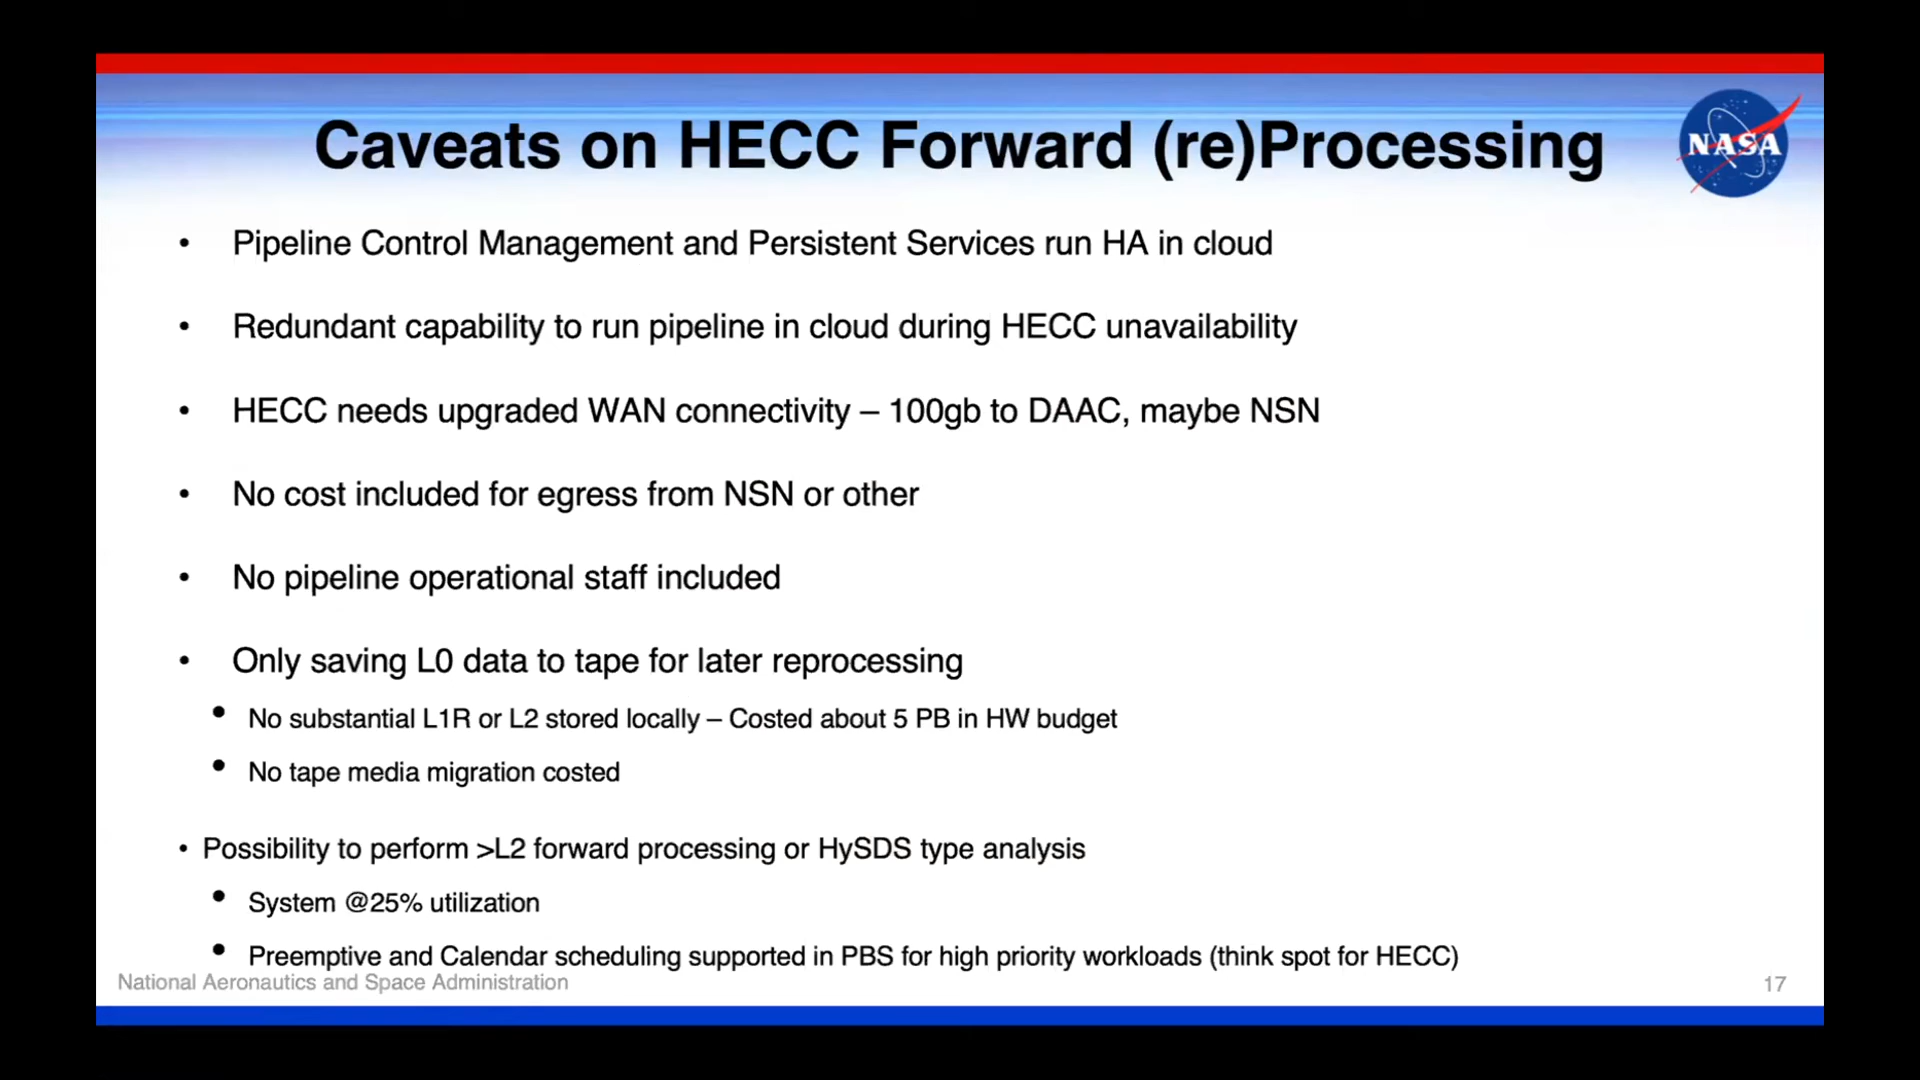 Caveats on HECC Forward (re)Processing
NASA
• Pipeline Control Management and Persistent Services run HA in cloud
• Redundant capability to run pipeline in cloud during HECC unavailability
• HECC needs upgraded WAN connectivity – 100gb to DAAC, maybe NSN
• No cost included for egress from NSN or other
• No pipeline operational staff included
• Only saving L0 data to tape for later reprocessing
• No substantial L1R or L2 stored locally – Costed about 5 PB in HW budget
• No tape media migration costed
• Possibility to perform >L2 forward processing or HySDS type analysis
• System @25% utilization
• Preemptive and Calendar scheduling supported in PBS for high priority workloads (think spot for HECC)
National Aeronautics and Space Administration
17